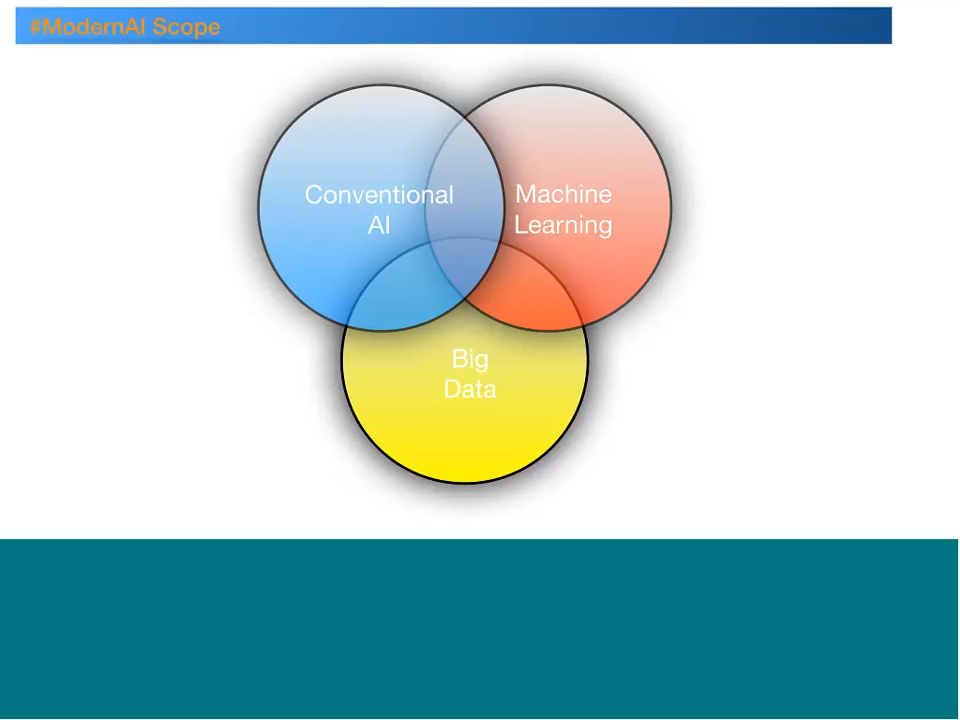 #ModernAI Scope
Conventional
AI
Machine
Learning
Big
Data